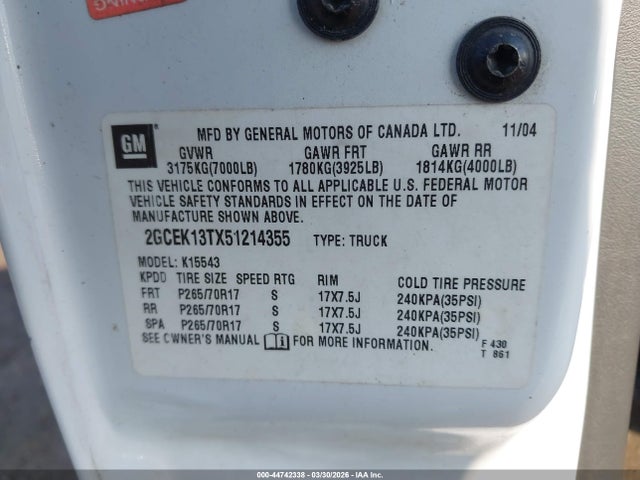 NING
GM
MFD BY GENERAL MOTORS OF CANADA LTD. 11/04
GVWR GAWR FRT GAWR RR
3175KG(7000LB) 1780KG(3925LB) 1814KG(4000LB)
THIS VEHICLE CONFORMS TO ALL APPLICABLE U.S. FEDERAL MOTOR
VEHICLE SAFETY STANDARDS IN EFFECT ON THE DATE OF
MANUFACTURE SHOWN ABOVE.
2GCEK13TX51214355 TYPE: TRUCK
MODEL: K15543
KPDD TIRE SIZE SPEED RTG RIM COLD TIRE PRESSURE
FRT P265/70R17 S 17X7.5J 240KPA(35PSI)
RR P265/70R17 S 17X7.5J 240KPA(35PSI)
SPA P265/70R17 S 17X7.5J 240KPA(35PSI)
SEE OWNER'S MANUAL FOR MORE INFORMATION.
F 430
T 861
000-44742338 | 03/30/2026 - IAA Inc.